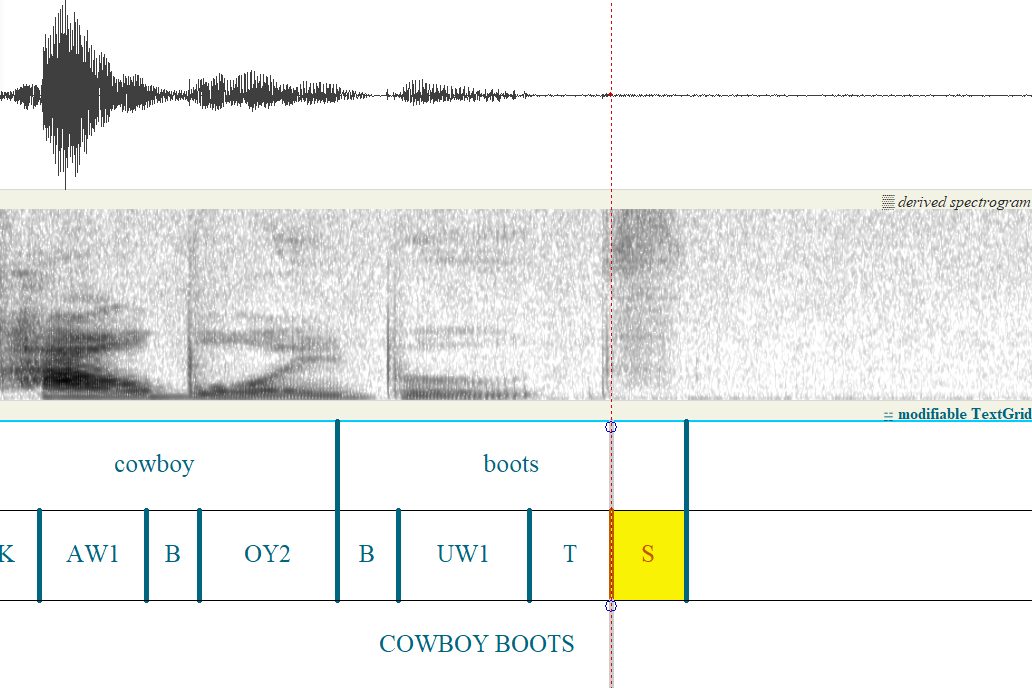 derived spectrogram
modifiable TextGrid
cowboy boots
K AW1 B OY2 B UW1 T S
COWBOY BOOTS